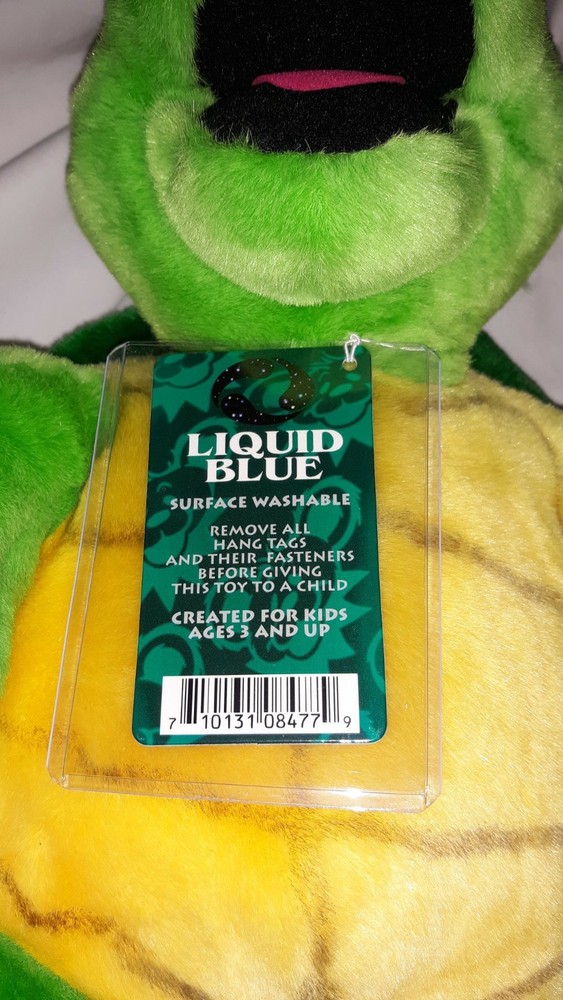 LIQUID
BLUE
SURFACE WASHABLE
REMOVE ALL
HANG TAGS
AND THEIR FASTENERS
BEFORE GIVING
THIS TOY TO A CHILD
CREATED FOR KIDS
AGES 3 AND UP
7 10131 08477 9